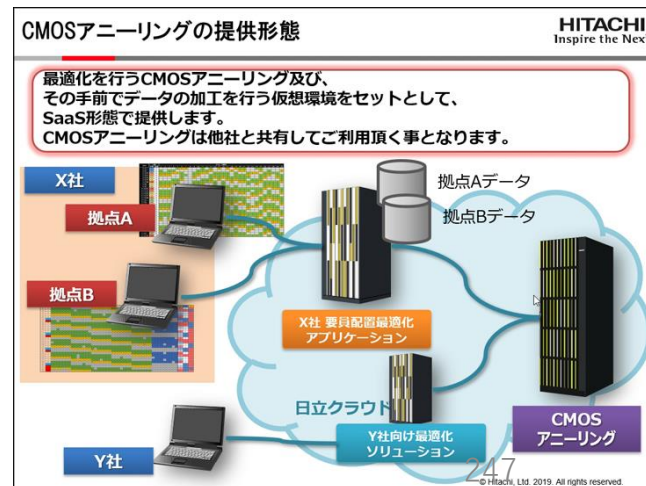 CMOSアニーリングの提供形態
HITACHI
Inspire the Nex
最適化を行うCMOSアニーリング及び、
その手前でデータの加工を行う仮想環境をセットとして、
SaaS形態で提供します。
CMOSアニーリングは他社と共有してご利用頂く事となります。
X社
拠点A
拠点B
拠点Aデータ
拠点Bデータ
X社 要員配置最適化
アプリケーション
日立クラウド
Y社
Y社向け最適化
ソリューション
CMOS
アニーリング
247
© Hitachi, Ltd. 2019. All rights reserved.